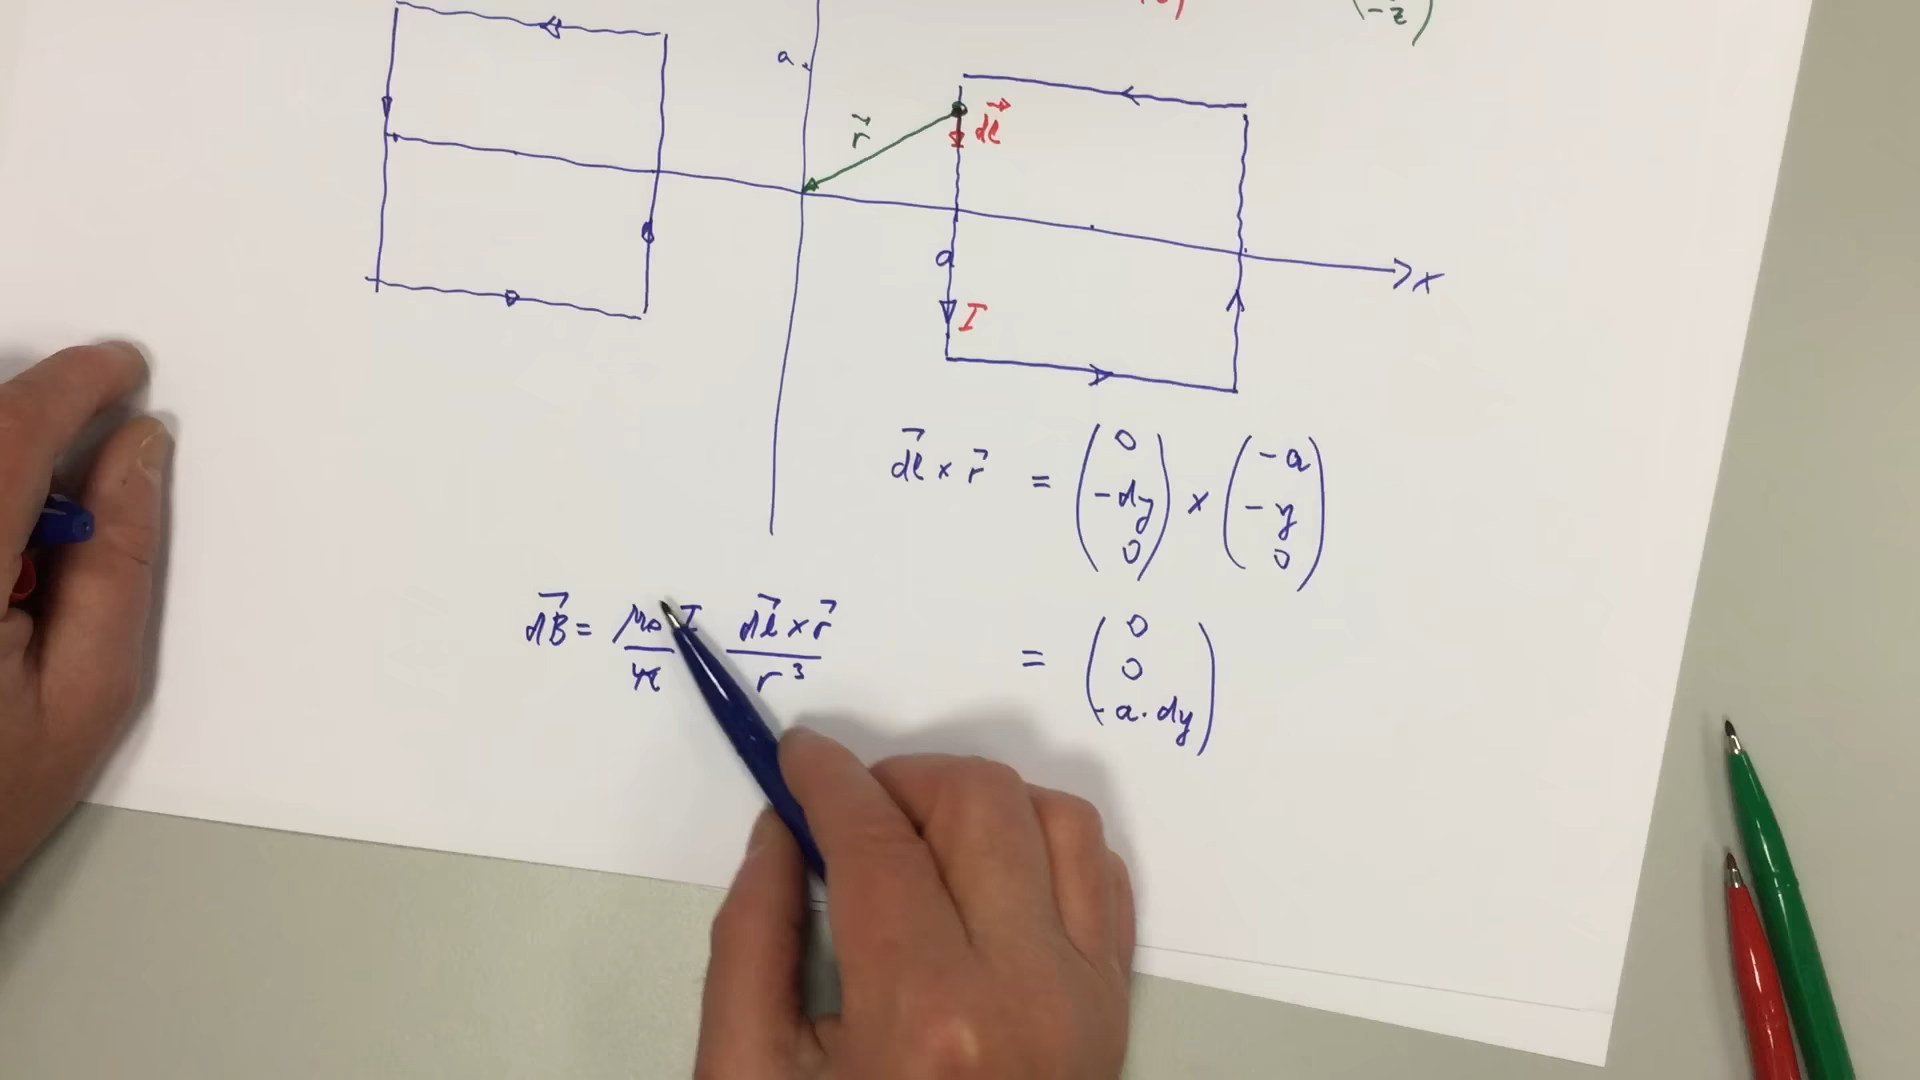 -z
a
r⃗
dl⃗
a
x
I
dl⃗ × r⃗ = (0, -dy, 0) × (-a, -y, 0)
dB⃗ = μ₀ I / 4π · dl⃗ × r⃗ / r³
= (0, 0, -a · dy)